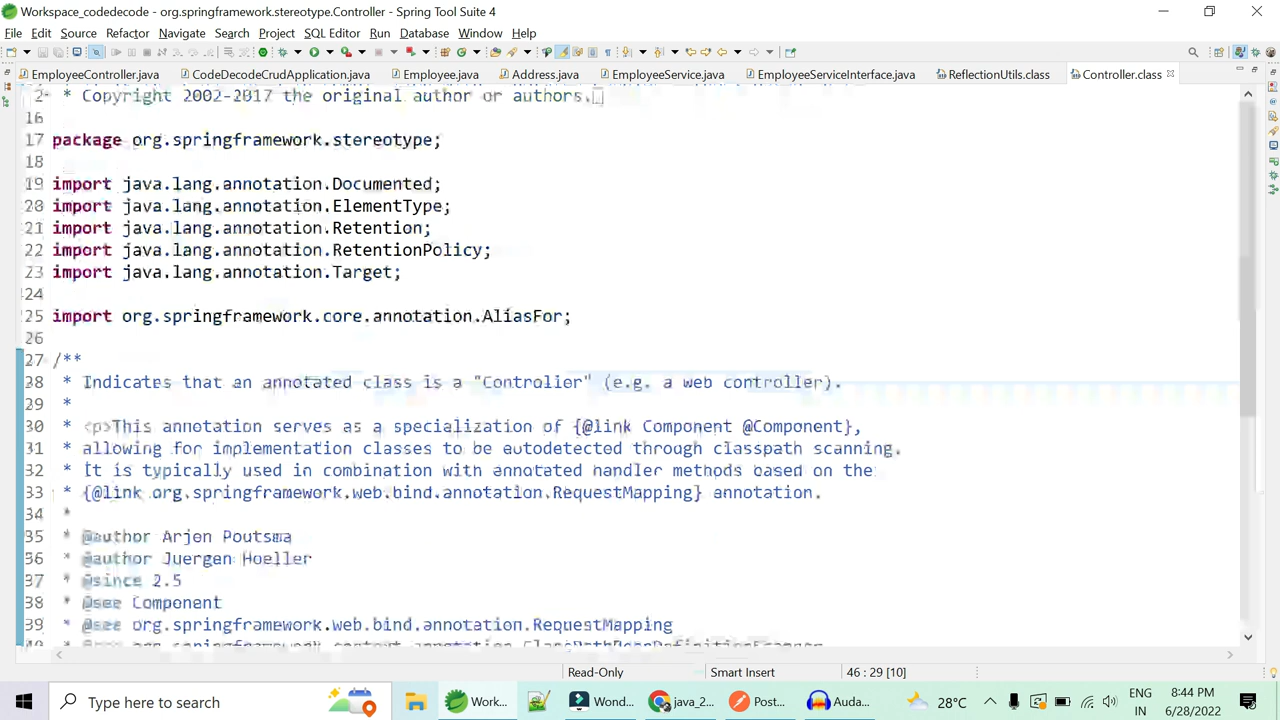 Workspace_codedecode - org.springframework.stereotype.Controller - Spring Tool Suite 4
File Edit Source Refactor Navigate Search Project SQL Editor Run Database Window Help
EmployeeController.java CodeDecodeCrudApplication.java Employee.java Address.java EmployeeService.java EmployeeServiceInterface.java ReflectionUtils.class Controller.class
* Copyright 2002-2017 the original author or authors.
16
17 package org.springframework.stereotype;
18
19 import java.lang.annotation.Documented;
20 import java.lang.annotation.ElementType;
21 import java.lang.annotation.Retention;
22 import java.lang.annotation.RetentionPolicy;
23 import java.lang.annotation.Target;
24
25 import org.springframework.core.annotation.AliasFor;
26
27 /**
28 * Indicates that an annotated class is a "Controller" (e.g. a web controller).
29 *
30 * <p>This annotation serves as a specialization of {@link Component @Component},
31 * allowing for implementation classes to be autodetected through classpath scanning.
32 * It is typically used in combination with annotated handler methods based on the
33 * {@link org.springframework.web.bind.annotation.RequestMapping} annotation.
34 *
35 * @author Arjen Poutsma
36 * @author Juergen Hoeller
37 * @since 2.5
38 * @see Component
39 * @see org.springframework.web.bind.annotation.RequestMapping
Read-Only Smart Insert 46 : 29 [10]
Type here to search Work... Wond... java_2... Post... Auda... 28°C ENG IN 8:44 PM 6/28/2022